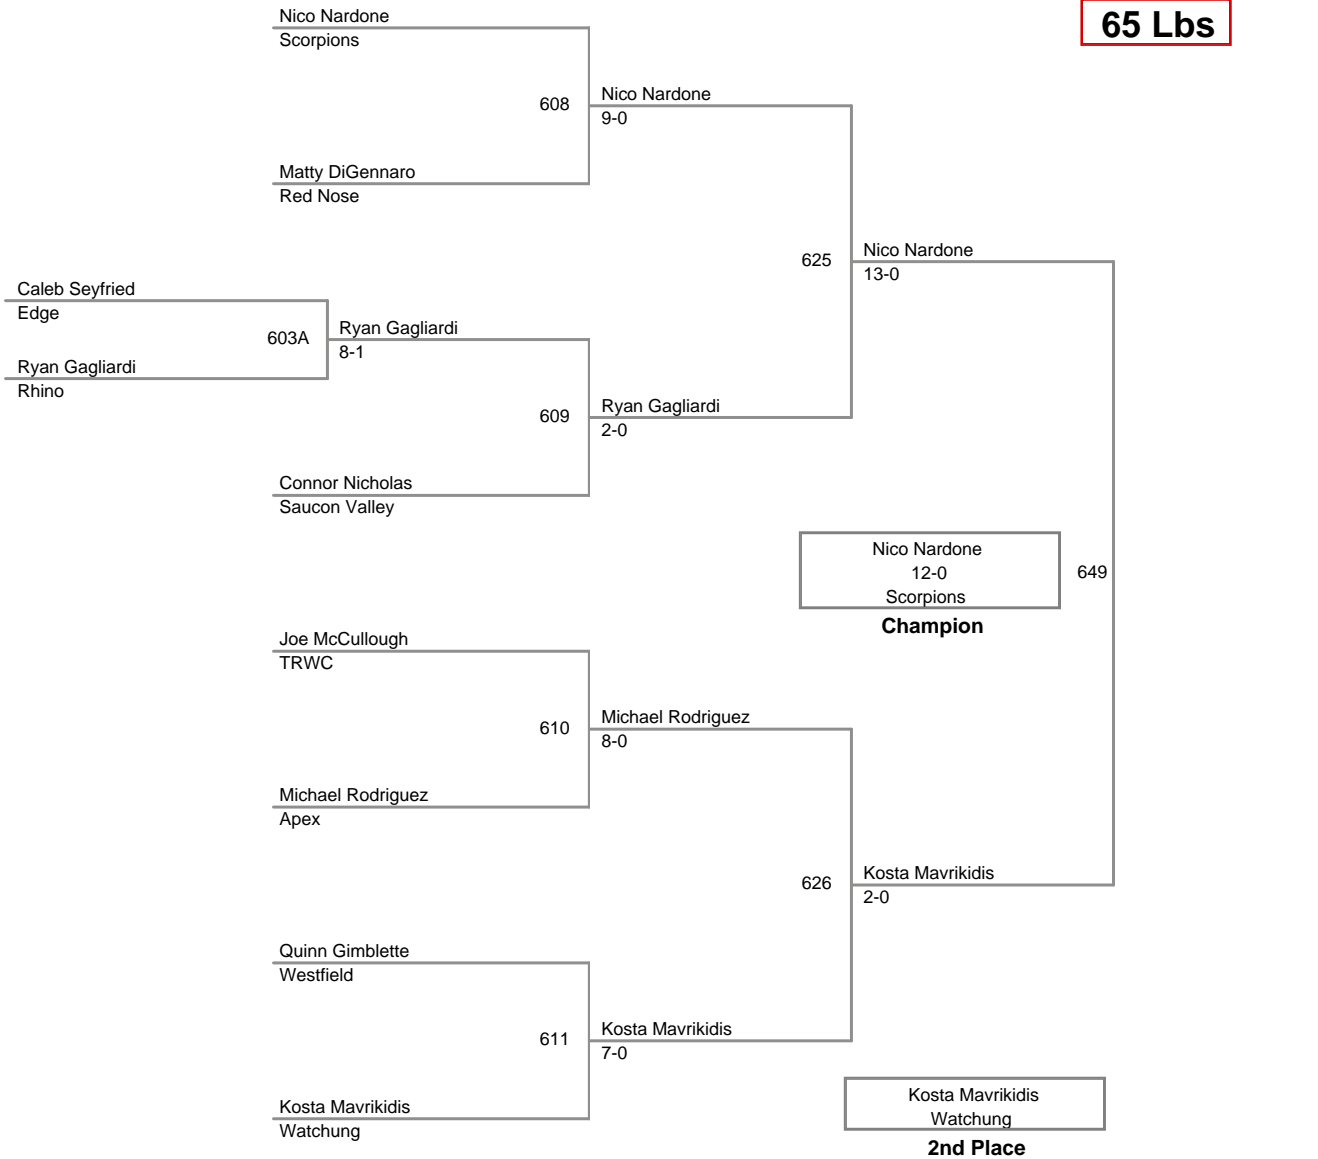 65 Lbs
Nico Nardone
Scorpions
608
Nico Nardone
9-0
Matty DiGennaro
Red Nose
625
Nico Nardone
13-0
Caleb Seyfried
Edge
603A
Ryan Gagliardi
8-1
Ryan Gagliardi
Rhino
609
Ryan Gagliardi
2-0
Connor Nicholas
Saucon Valley
Nico Nardone
12-0
Scorpions
649
Champion
Joe McCullough
TRWC
610
Michael Rodriguez
8-0
Michael Rodriguez
Apex
626
Kosta Mavrikidis
2-0
Quinn Gimblette
Westfield
611
Kosta Mavrikidis
7-0
Kosta Mavrikidis
Watchung
Kosta Mavrikidis
Watchung
2nd Place